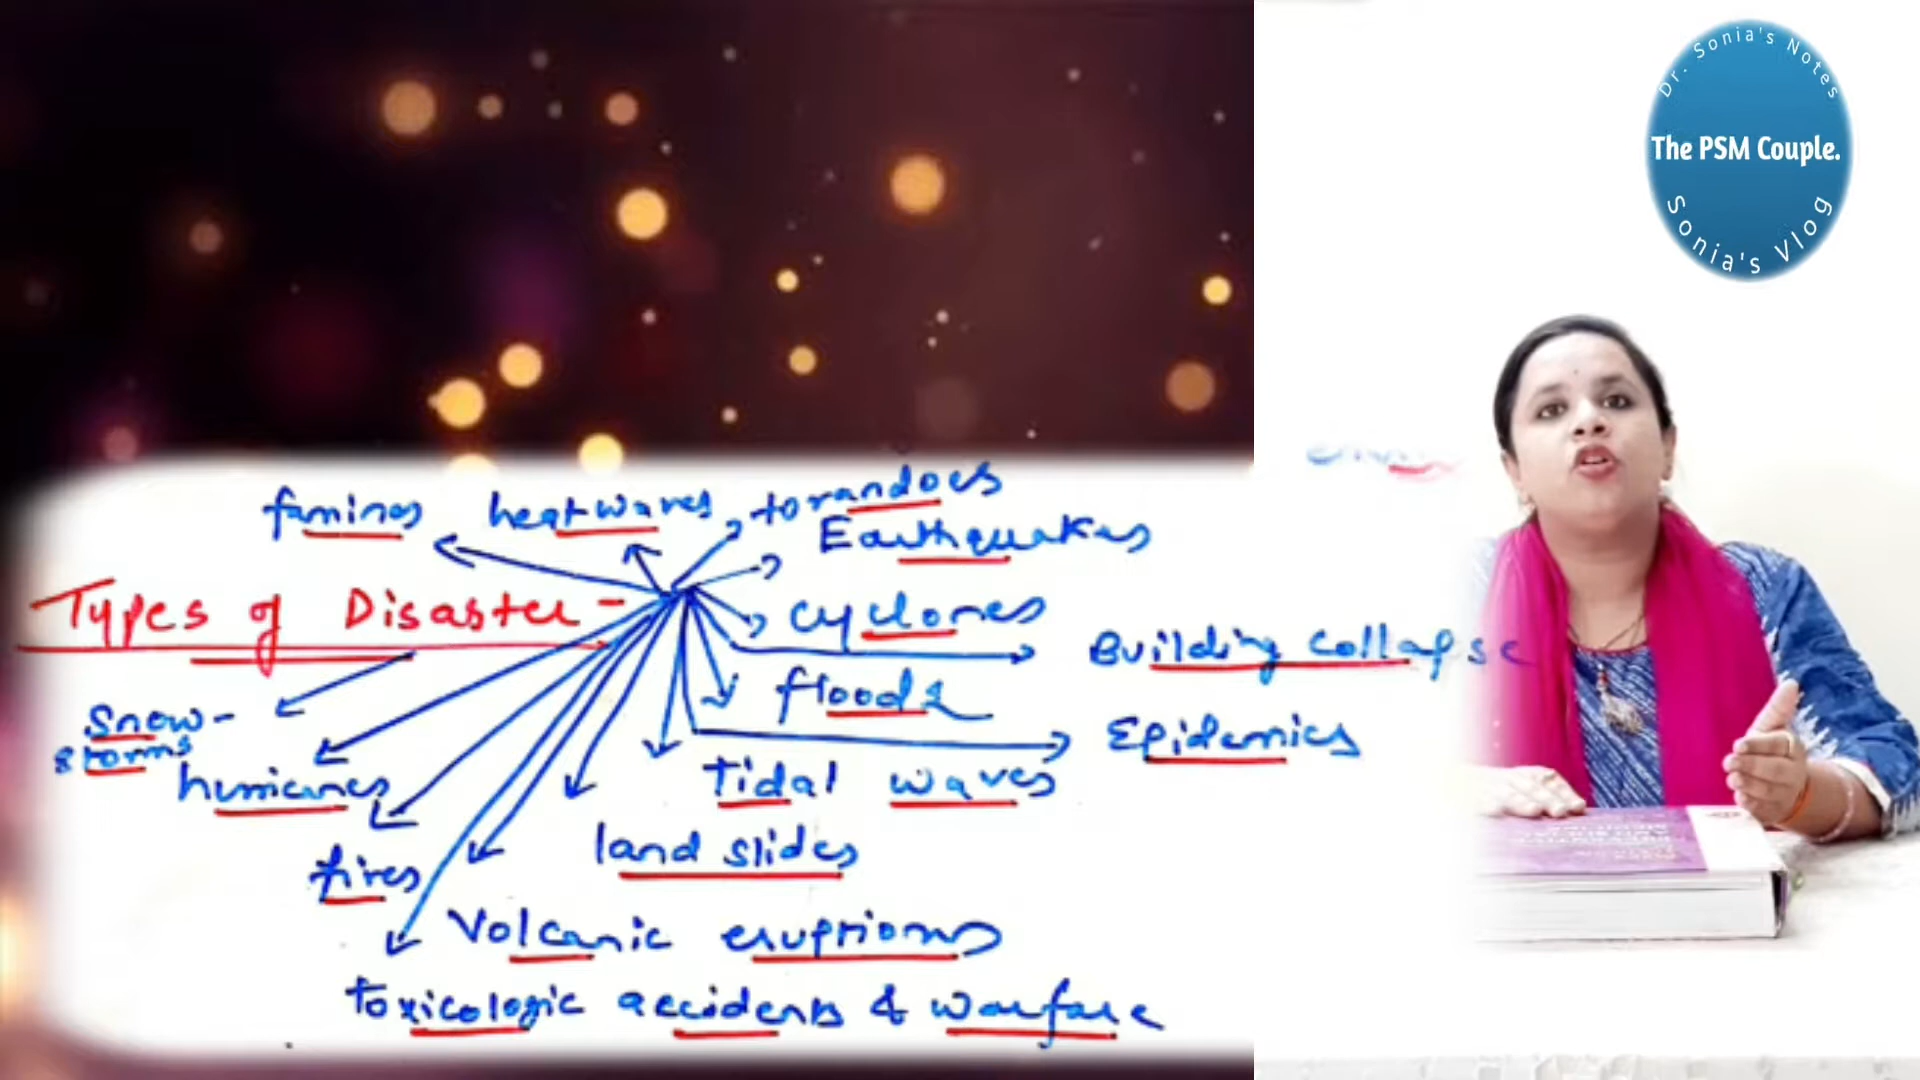 Dr. Sonia's Notes
The PSM Couple.
Sonia's Vlog
famines heatwaves torandoes
Earthquakes
Types of Disaster -
cyclones
Building collapse
floods
Snow-
storms
Epidemics
hurricanes
Tidal waves
fires
land slides
Volcanic eruptions
toxicologic accidents & warfare